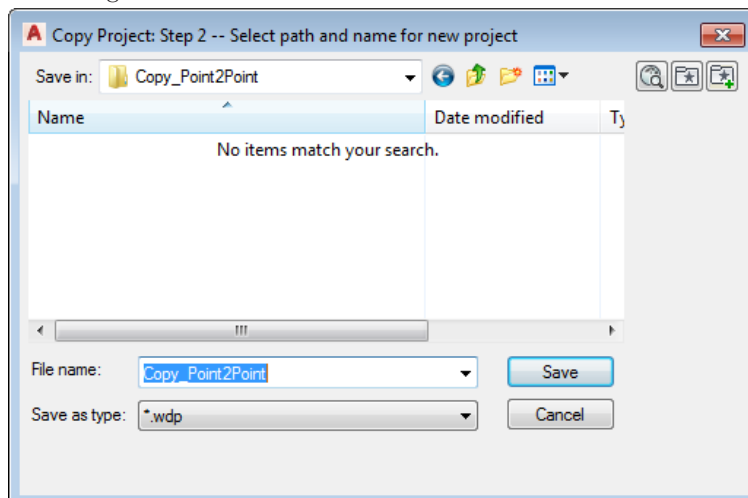 Copy Project: Step 2 -- Select path and name for new project
Save in: Copy_Point2Point
Name Date modified Ty
No items match your search.
File name: Copy_Point2Point Save
Save as type: *.wdp Cancel